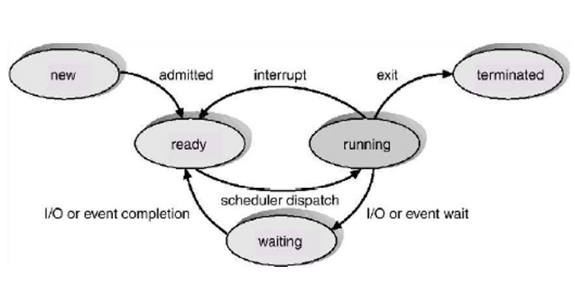 new
admitted
interrupt
exit
terminated
ready
running
scheduler dispatch
I/O or event completion
I/O or event wait
waiting